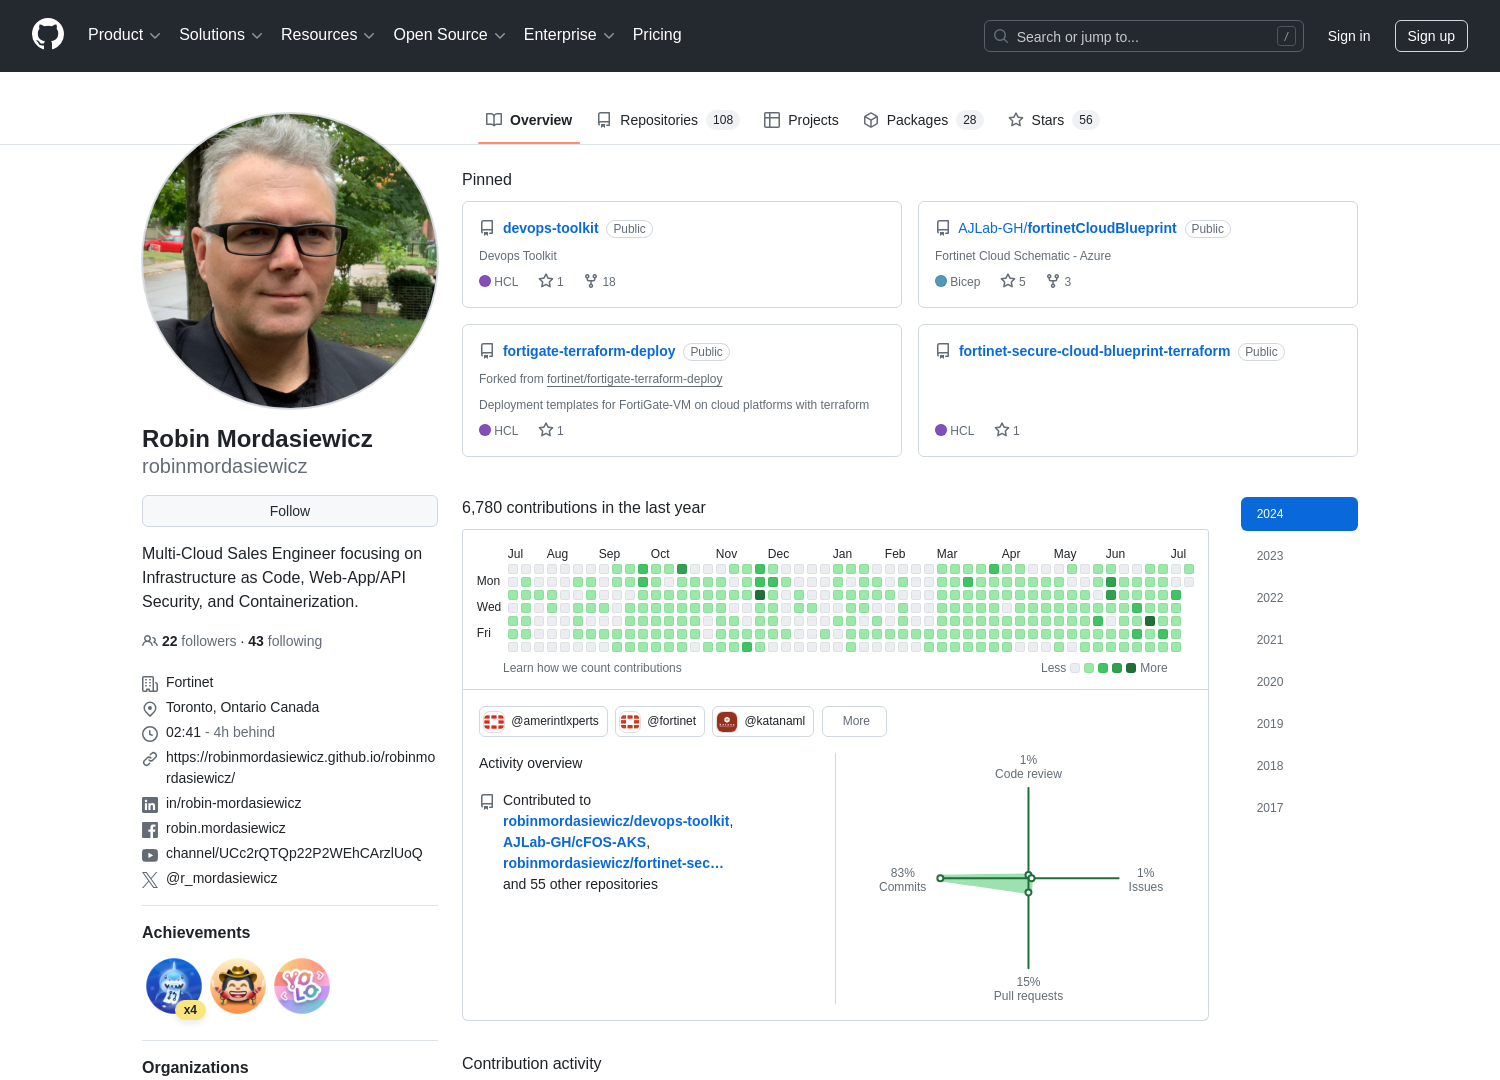 Product
Solutions
Resources
Open Source
Enterprise
Pricing
Search or jump to...
/
Sign in
Sign up
Overview
Repositories 108
Projects
Packages 28
Stars 56
Robin Mordasiewicz
robinmordasiewicz
Follow
Multi-Cloud Sales Engineer focusing on
Infrastructure as Code, Web-App/API
Security, and Containerization.
22 followers · 43 following
Fortinet
Toronto, Ontario Canada
02:41 - 4h behind
https://robinmordasiewicz.github.io/robinmo
rdasiewicz/
in/robin-mordasiewicz
robin.mordasiewicz
channel/UCc2rQTQp22P2WEhCArzlUoQ
@r_mordasiewicz
Achievements
x4
YOLO
Organizations
Pinned
devops-toolkit Public
Devops Toolkit
HCL 1 18
AJLab-GH/fortinetCloudBlueprint Public
Fortinet Cloud Schematic - Azure
Bicep 5 3
fortigate-terraform-deploy Public
Forked from fortinet/fortigate-terraform-deploy
Deployment templates for FortiGate-VM on cloud platforms with terraform
HCL 1
fortinet-secure-cloud-blueprint-terraform Public
HCL 1
6,780 contributions in the last year
Jul Aug Sep Oct Nov Dec Jan Feb Mar Apr May Jun Jul
Mon
Wed
Fri
Learn how we count contributions
Less More
@amerintlxperts
@fortinet
@katanaml
More
Activity overview
Contributed to
robinmordasiewicz/devops-toolkit,
AJLab-GH/cFOS-AKS,
robinmordasiewicz/fortinet-sec…
and 55 other repositories
1%
Code review
83%
Commits
1%
Issues
15%
Pull requests
2024
2023
2022
2021
2020
2019
2018
2017
Contribution activity